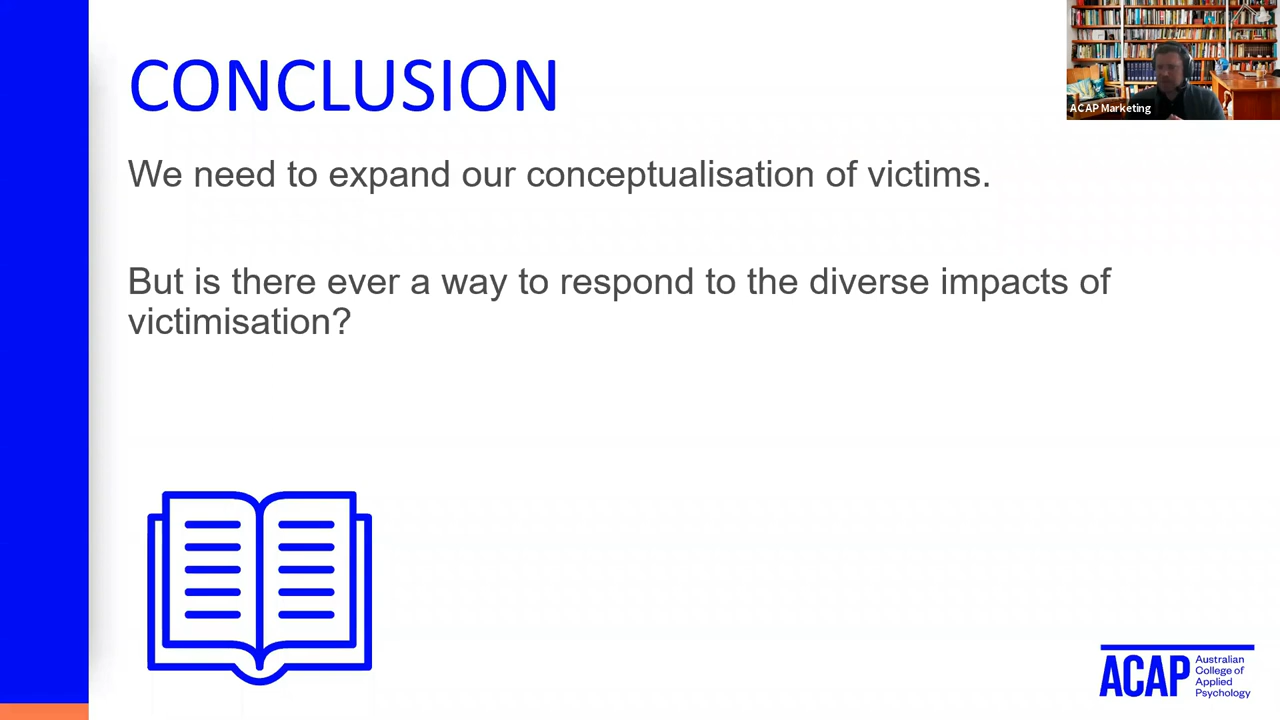 CONCLUSION
We need to expand our conceptualisation of victims.
But is there ever a way to respond to the diverse impacts of
victimisation?
ACAP Marketing
ACAP
Australian
College of
Applied
Psychology